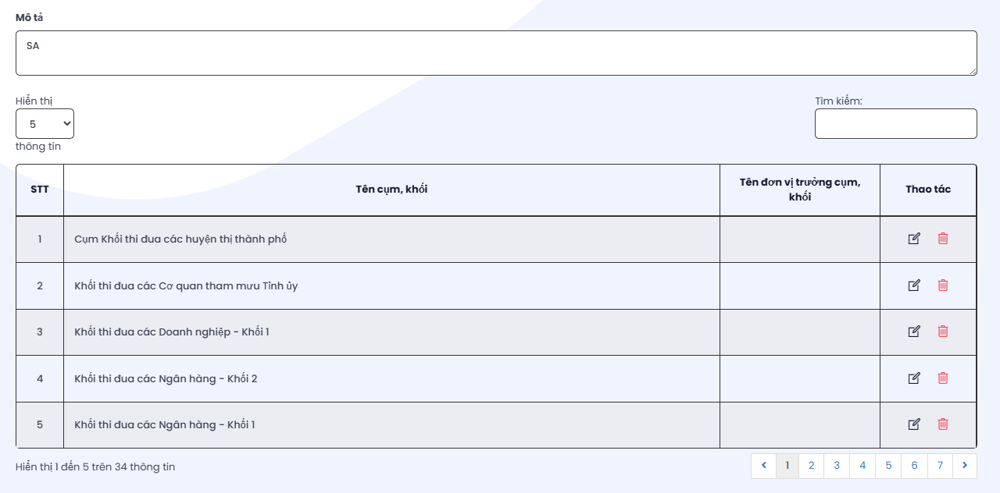 Mô tả
SA
Hiển thị
5
thông tin
Tìm kiếm:
STT
Tên cụm, khối
Tên đơn vị trưởng cụm,
khối
Thao tác
1 Cụm Khối thi đua các huyện thị thành phố
2 Khối thi đua các Cơ quan tham mưu Tỉnh ủy
3 Khối thi đua các Doanh nghiệp - Khối 1
4 Khối thi đua các Ngân hàng - Khối 2
5 Khối thi đua các Ngân hàng - Khối 1
Hiển thị 1 đến 5 trên 34 thông tin
1 2 3 4 5 6 7